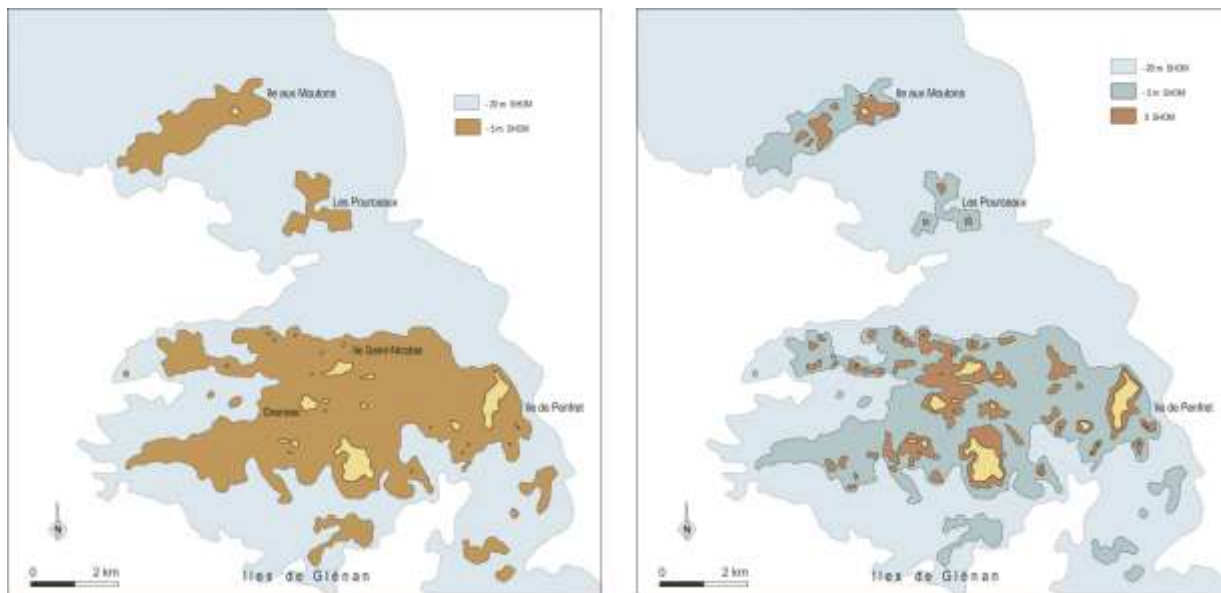 - 20 m SHOM
- 5 m SHOM
Ile aux Moutons
Les Pourceaux
Ile Saint-Nicolas
Drenec
Ile de Penfret
N
0 2 km
Iles de Glénan
- 20 m SHOM
- 5 m SHOM
0 SHOM
Ile aux Moutons
Les Pourceaux
Ile de Penfret
N
0 2 km
Iles de Glénan